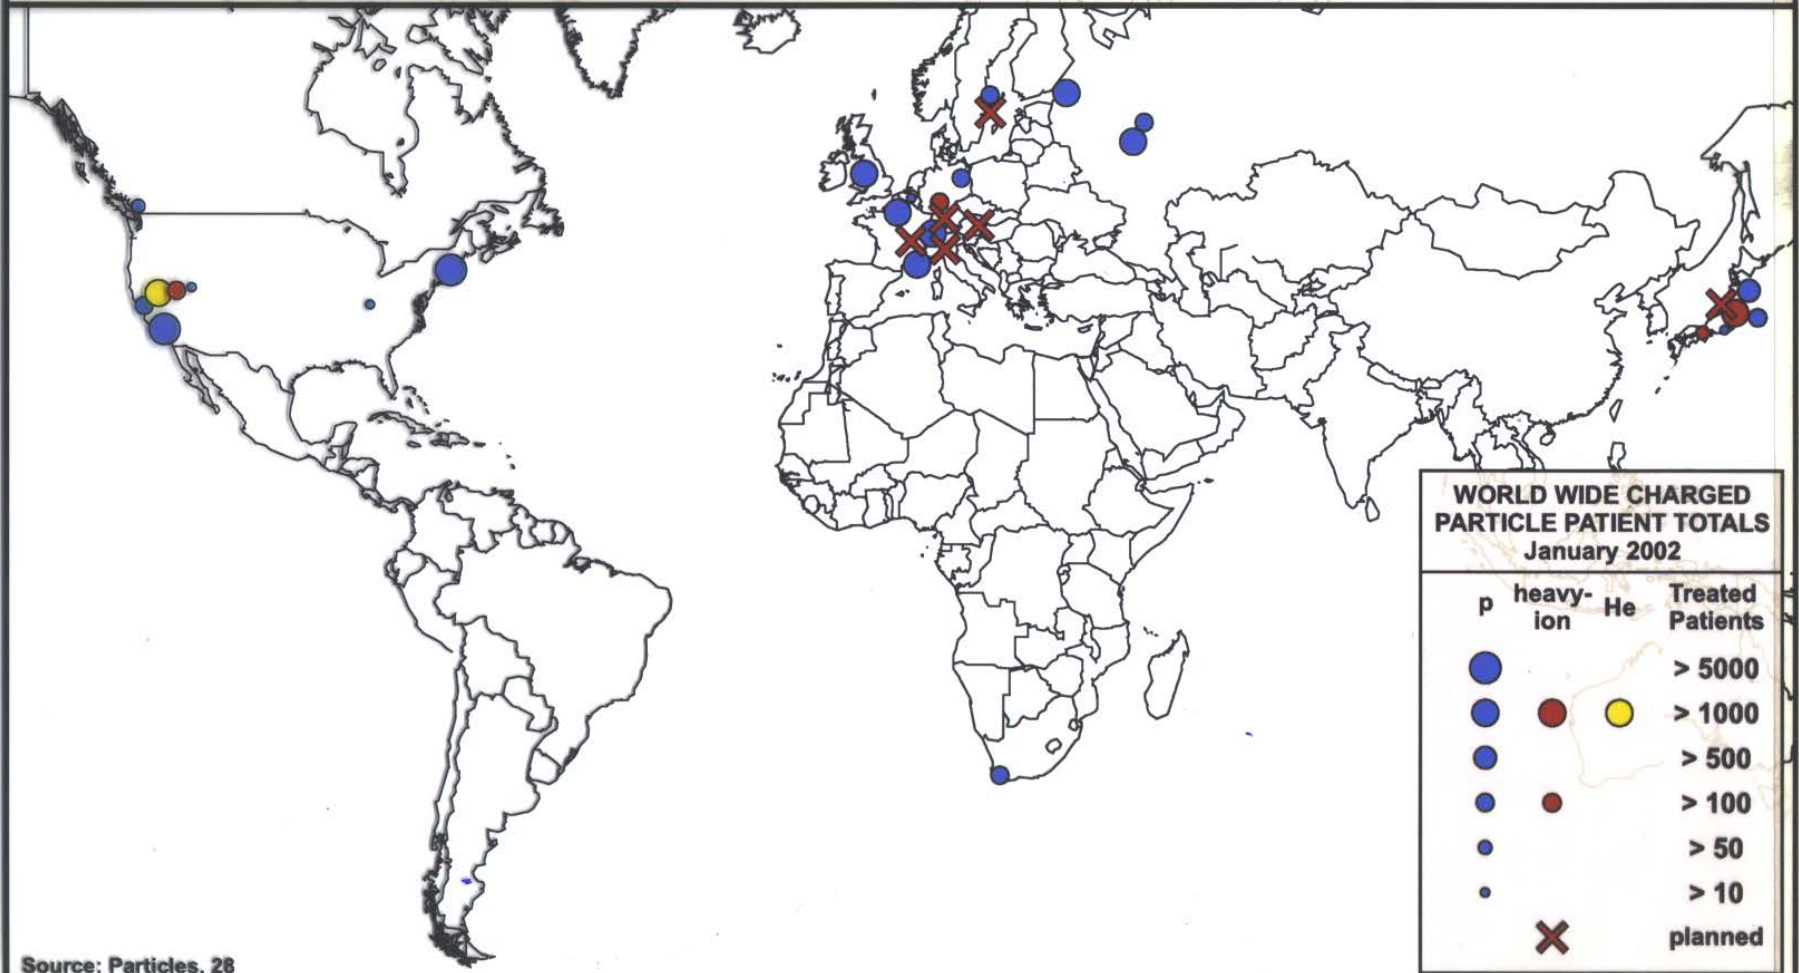 WORLD WIDE CHARGED
PARTICLE PATIENT TOTALS
January 2002
p heavy-ion He Treated Patients
> 5000
> 1000
> 500
> 100
> 50
> 10
planned
Source: Particles, 28